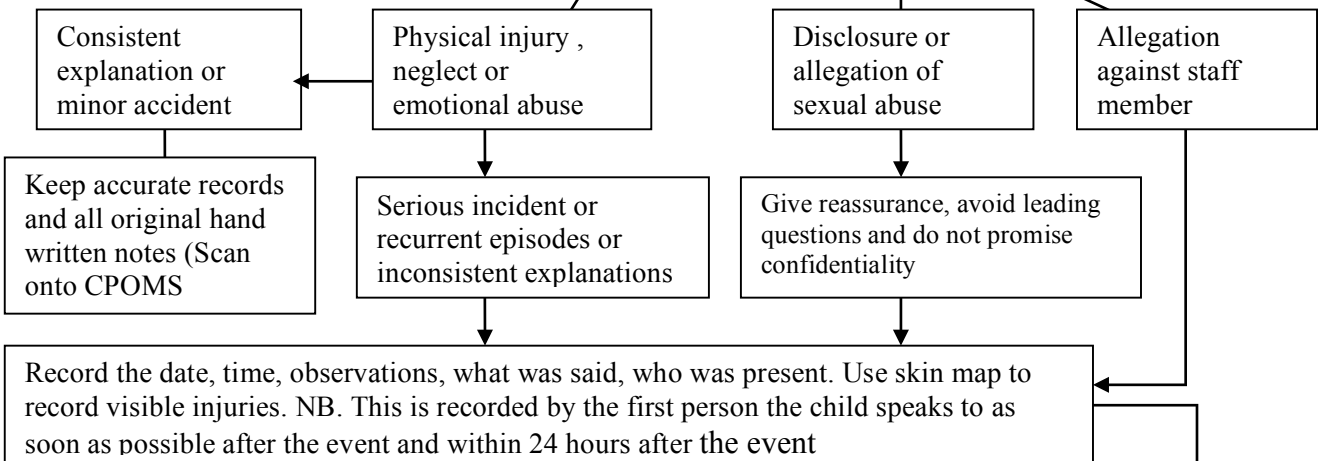 Consistent
explanation or
minor accident
Physical injury ,
neglect or
emotional abuse
Disclosure or
allegation of
sexual abuse
Allegation
against staff
member
Keep accurate records
and all original hand
written notes (Scan
onto CPOMS
Serious incident or
recurrent episodes or
inconsistent explanations
Give reassurance, avoid leading
questions and do not promise
confidentiality
Record the date, time, observations, what was said, who was present. Use skin map to
record visible injuries. NB. This is recorded by the first person the child speaks to as
soon as possible after the event and within 24 hours after the event